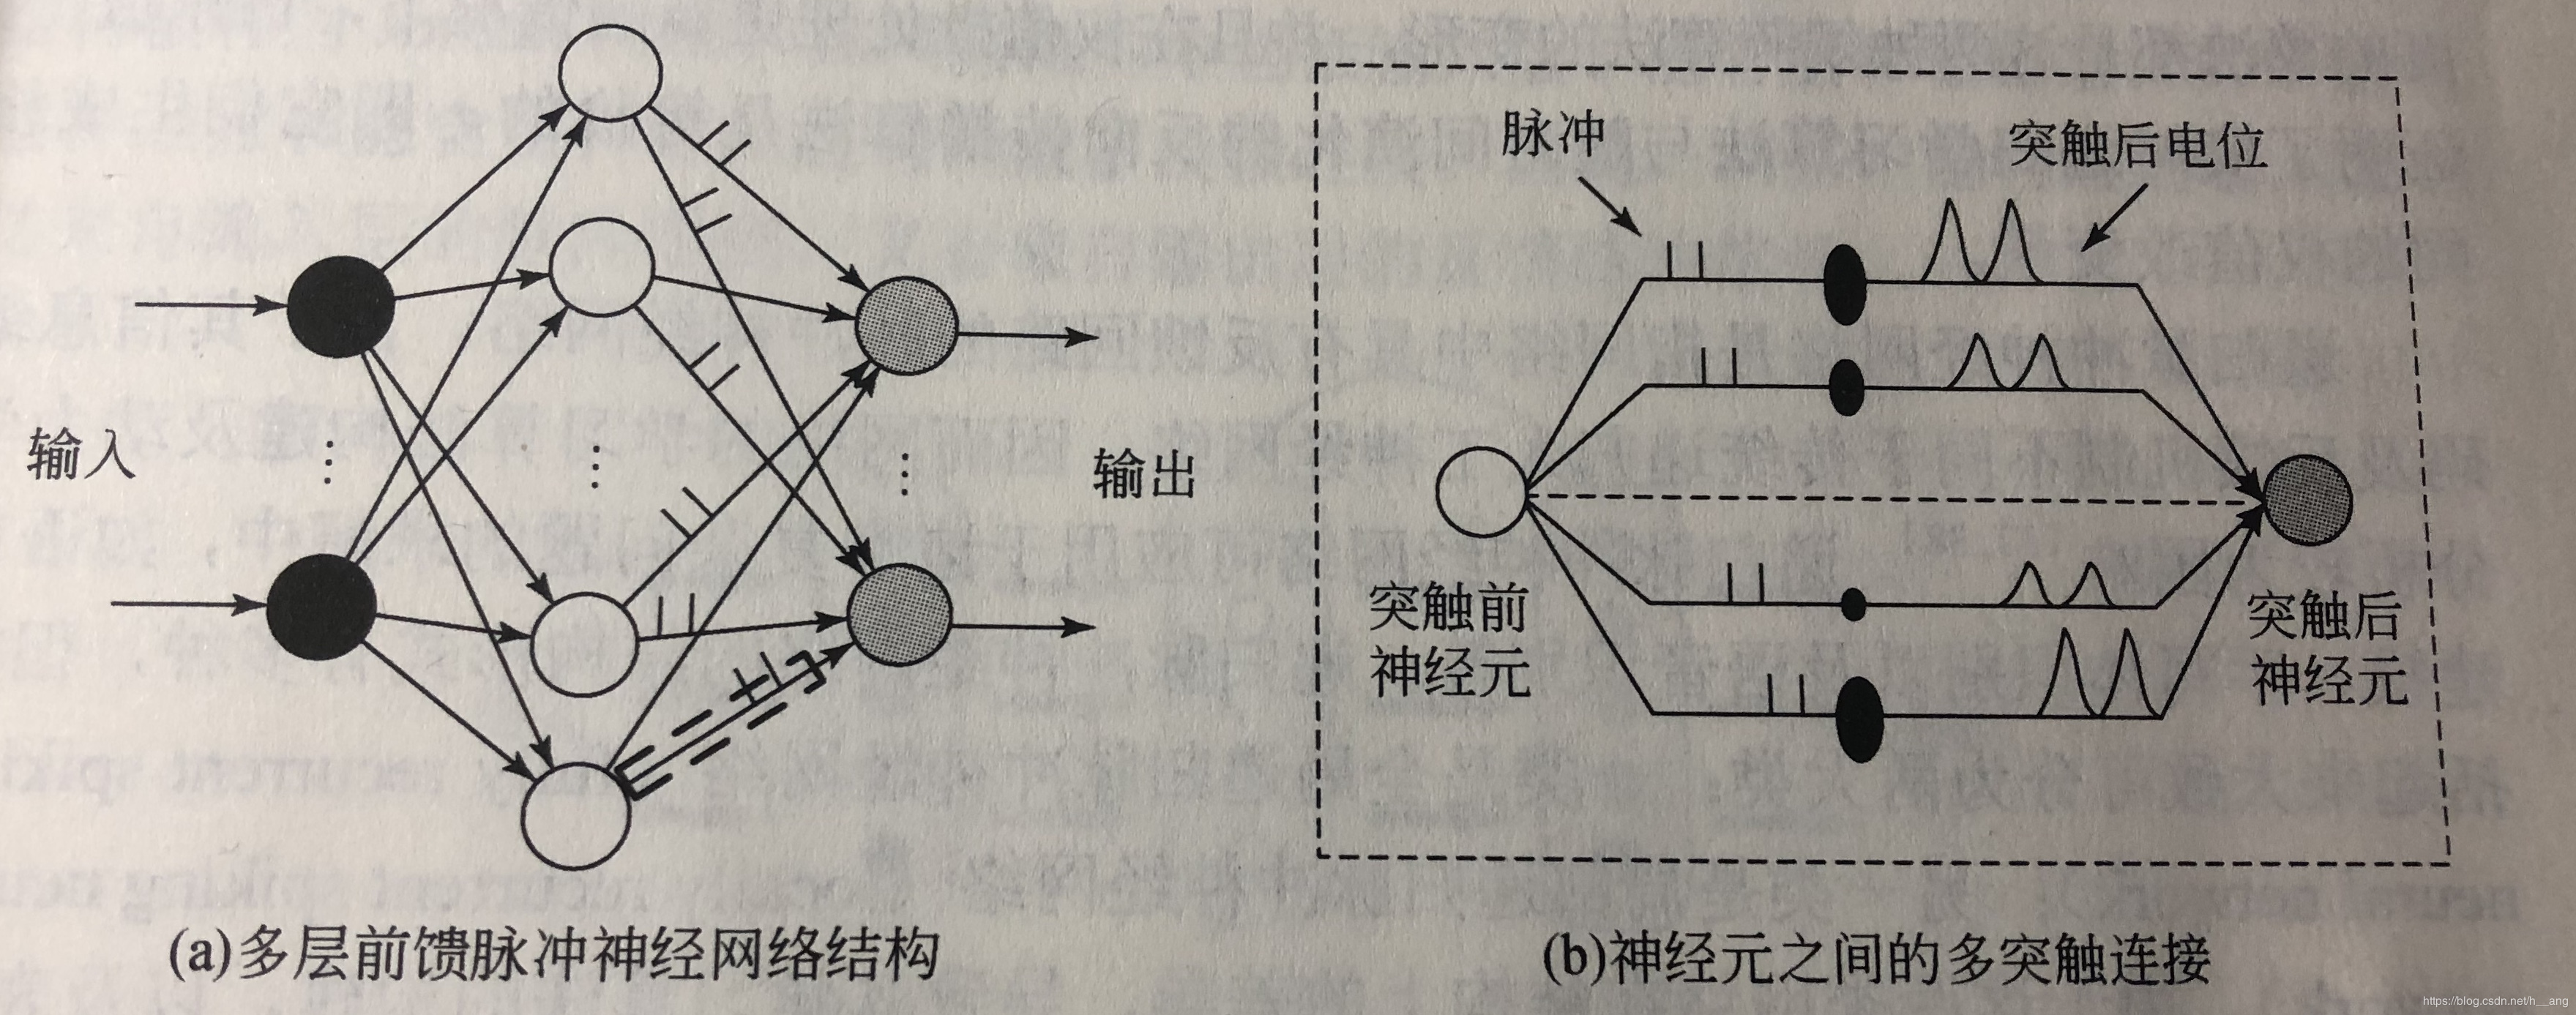 脉冲
突触后电位
输入
输出
突触前
神经元
突触后
神经元
(a)多层前馈脉冲神经网络结构
(b)神经元之间的多突触连接
https://blog.csdn.net/h__ang